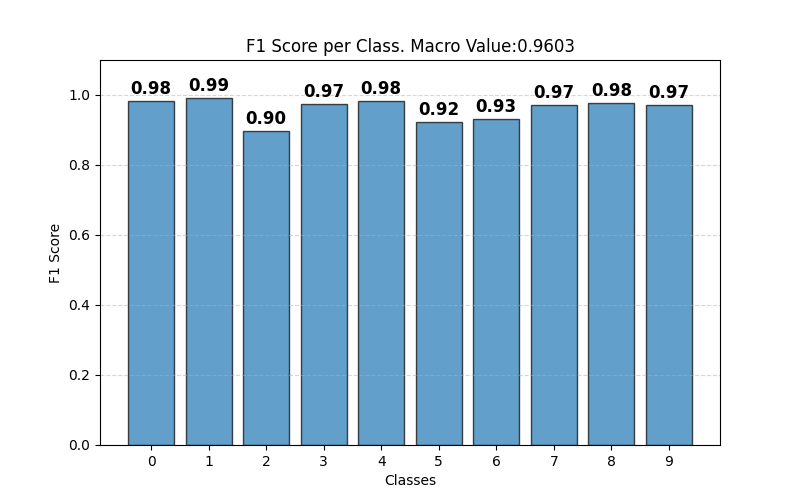 F1 Score per Class. Macro Value:0.9603
0.98 0.99 0.90 0.97 0.98 0.92 0.93 0.97 0.98 0.97
1.0
0.8
0.6
0.4
0.2
0.0
F1 Score
0 1 2 3 4 5 6 7 8 9
Classes